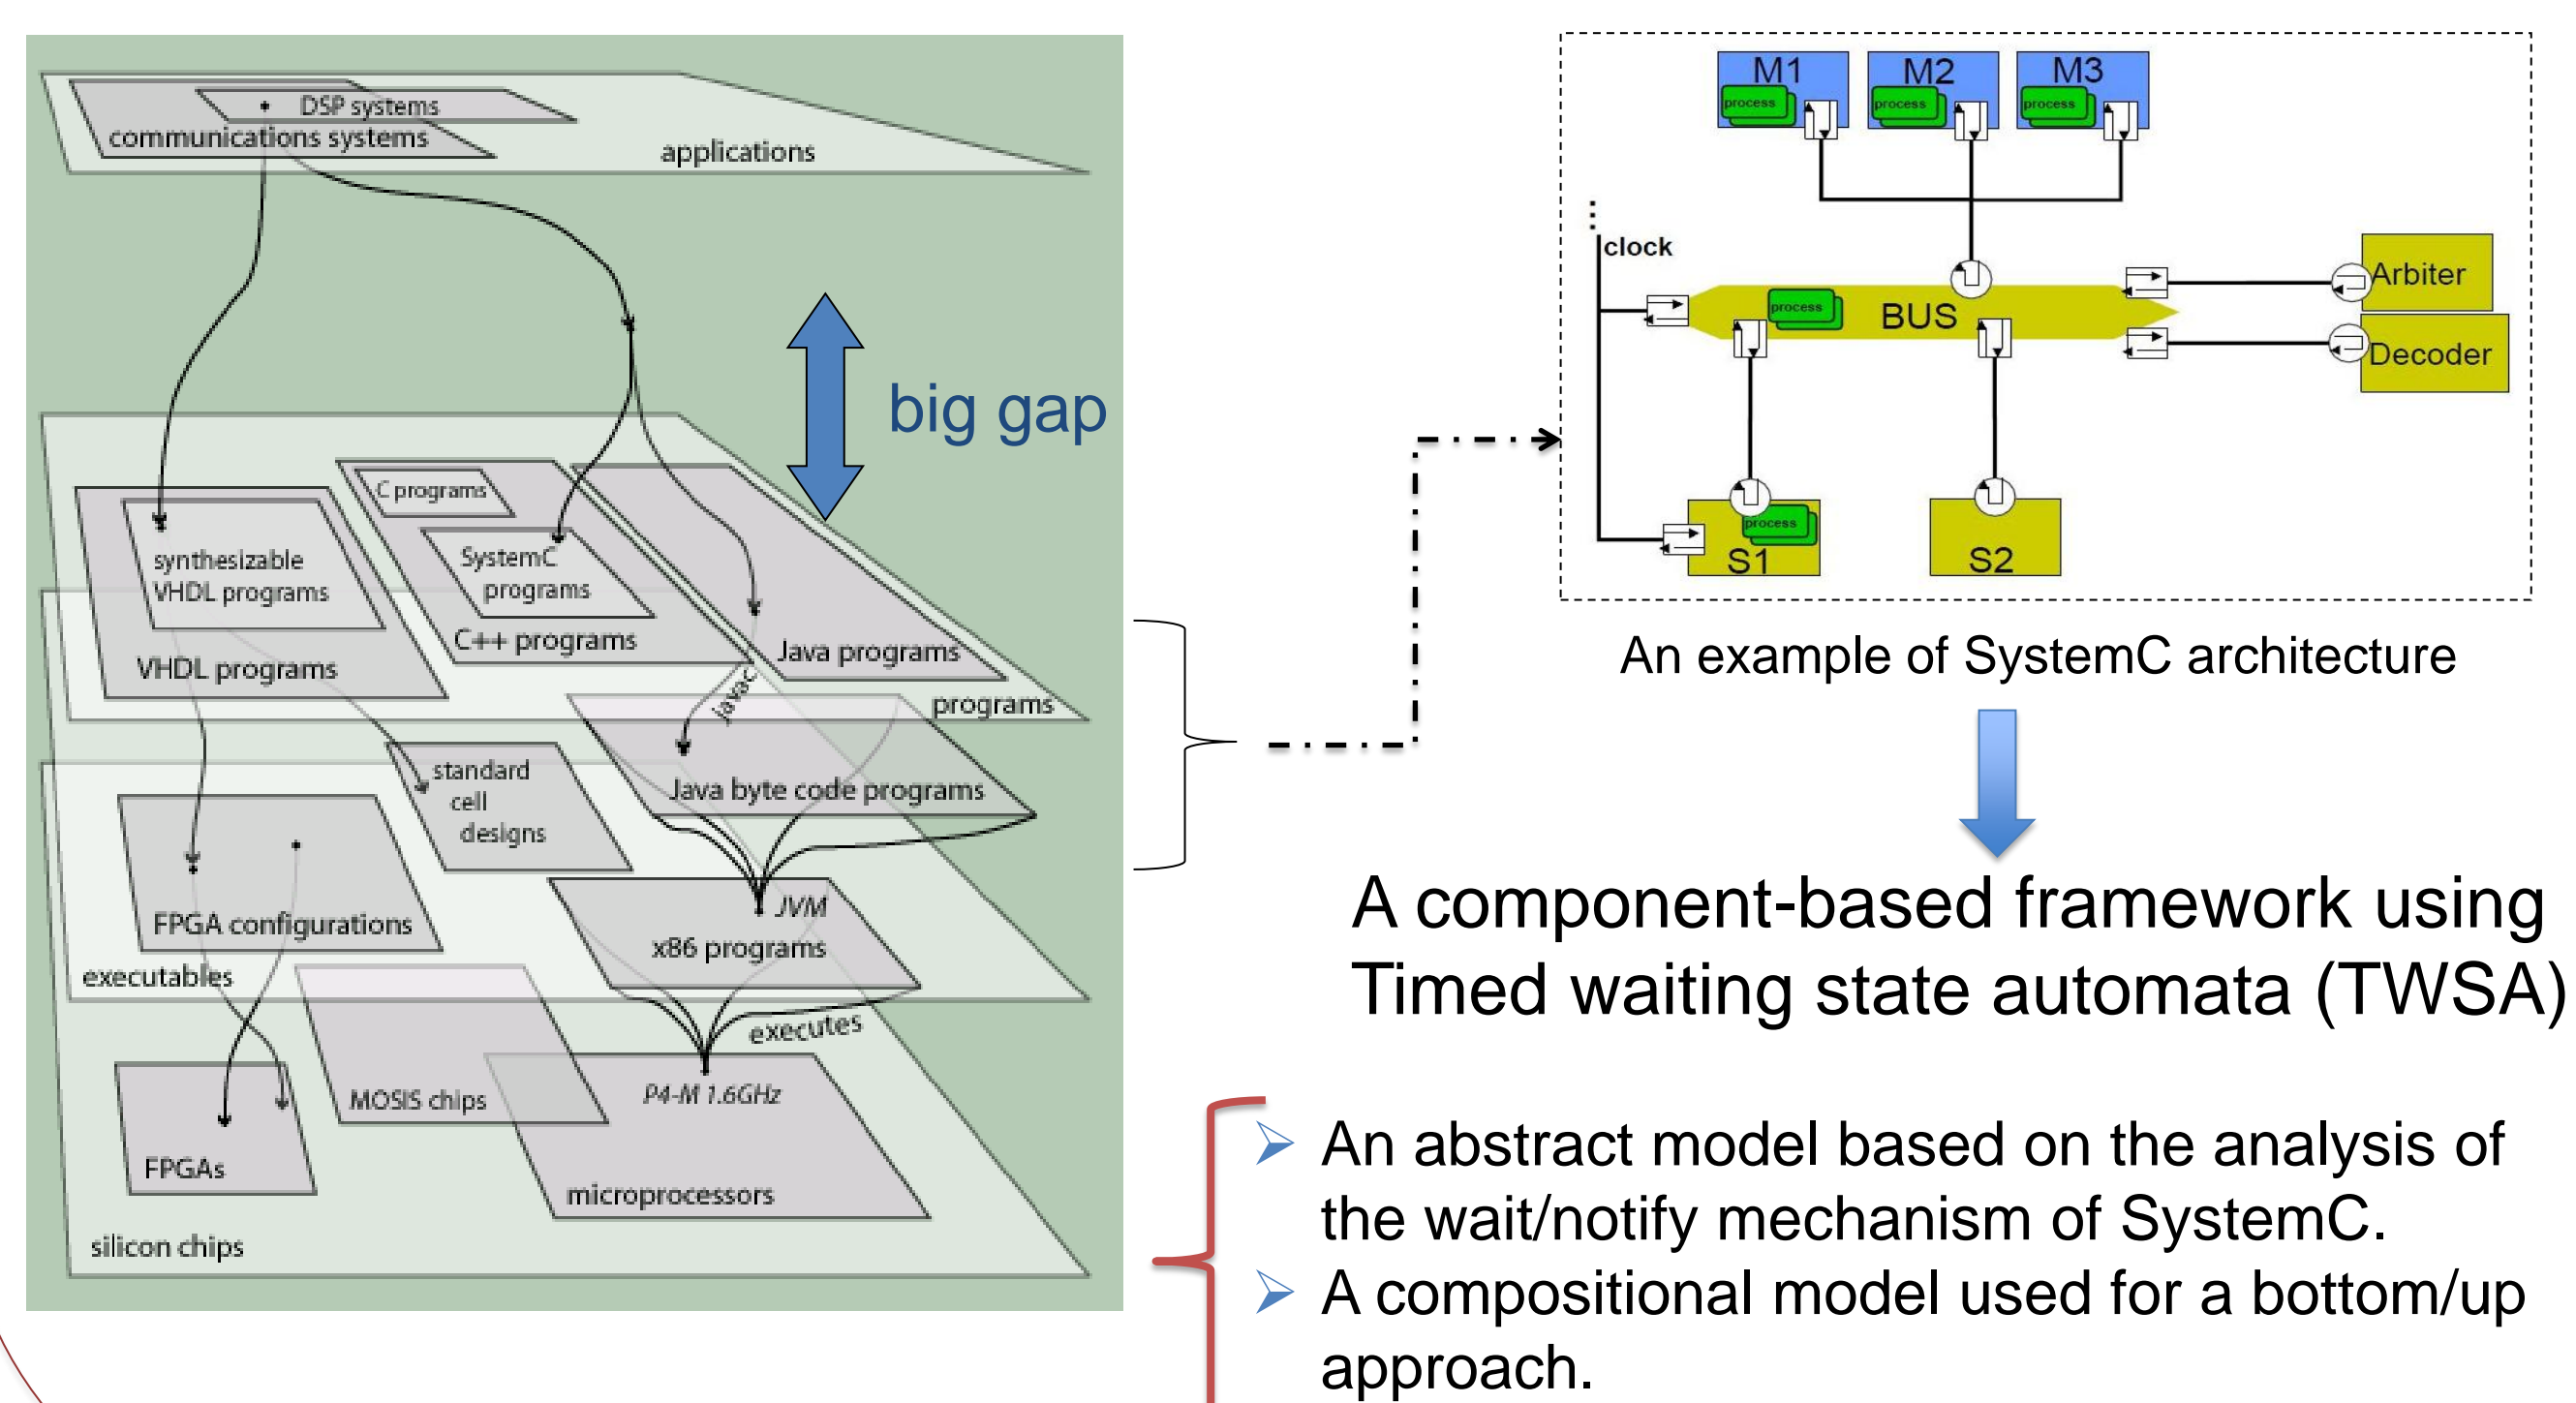 DSP systems
communications systems
applications
big gap
C programs
synthesizable
VHDL programs
SystemC
programs
C++ programs
VHDL programs
Java programs
javac
programs
standard
cell
designs
Java byte code programs
FPGA configurations
JVM
x86 programs
executables
executes
MOSIS chips
P4-M 1.6GHz
FPGAs
microprocessors
silicon chips
M1
M2
M3
process
process
process
clock
process
BUS
Arbiter
Decoder
process
S1
S2
An example of SystemC architecture
A component-based framework using
Timed waiting state automata (TWSA)
An abstract model based on the analysis of
the wait/notify mechanism of SystemC.
A compositional model used for a bottom/up
approach.